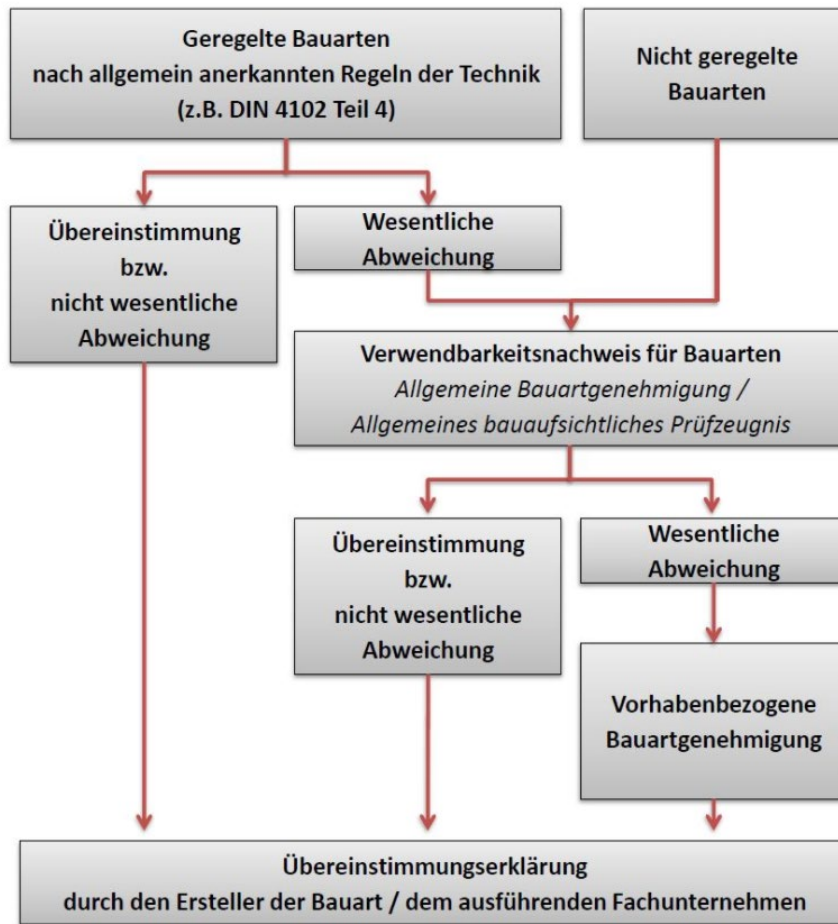 Geregelte Bauarten
nach allgemein anerkannten Regeln der Technik
(z.B. DIN 4102 Teil 4)
Nicht geregelte
Bauarten
Übereinstimmung
bzw.
nicht wesentliche
Abweichung
Wesentliche
Abweichung
Verwendbarkeitsnachweis für Bauarten
Allgemeine Bauartgenehmigung /
Allgemeines bauaufsichtliches Prüfzeugnis
Übereinstimmung
bzw.
nicht wesentliche
Abweichung
Wesentliche
Abweichung
Vorhabenbezogene
Bauartgenehmigung
Übereinstimmungserklärung
durch den Ersteller der Bauart / dem ausführenden Fachunternehmen